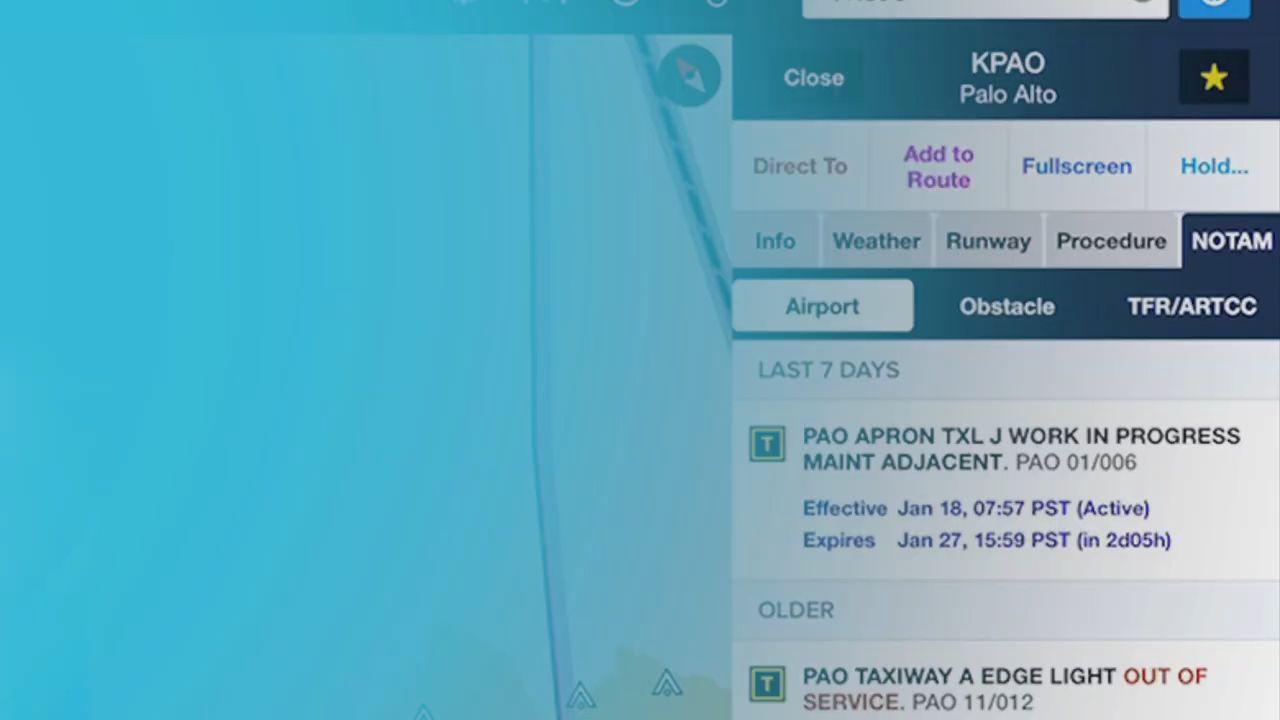 Close
KPAO
Palo Alto
Direct To
Add to
Route
Fullscreen
Hold...
Info
Weather
Runway
Procedure
NOTAM
Airport
Obstacle
TFR/ARTCC
LAST 7 DAYS
T
PAO APRON TXL J WORK IN PROGRESS
MAINT ADJACENT. PAO 01/006
Effective Jan 18, 07:57 PST (Active)
Expires Jan 27, 15:59 PST (in 2d05h)
OLDER
T
PAO TAXIWAY A EDGE LIGHT OUT OF
SERVICE. PAO 11/012